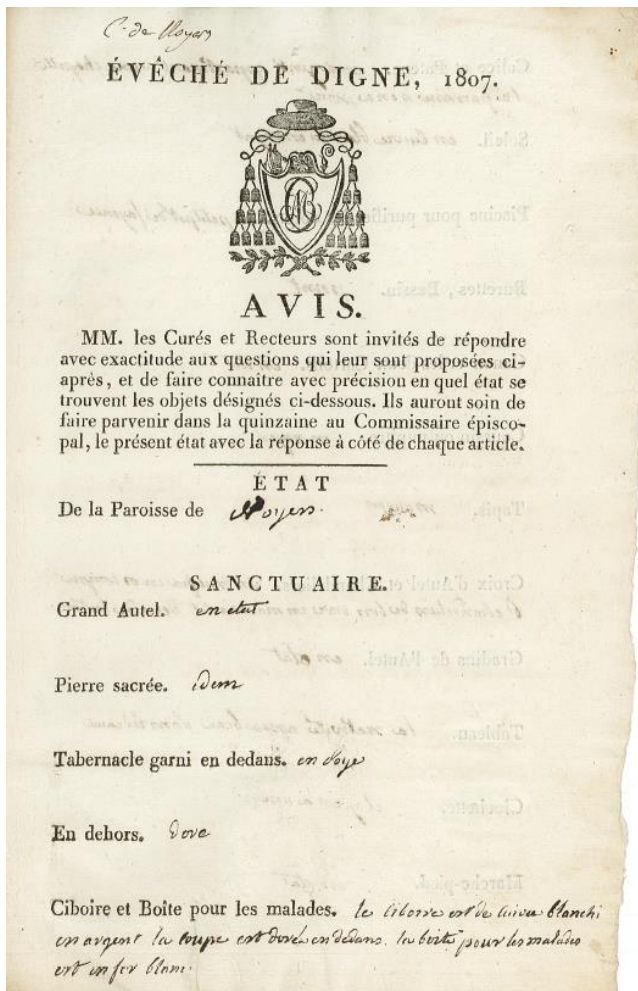 C. de Noyers
ÉVÊCHÉ DE DIGNE, 1807.
AVIS.
MM. les Curés et Recteurs sont invités de répondre
avec exactitude aux questions qui leur sont proposées ci-
après, et de faire connaître avec précision en quel état se
trouvent les objets désignés ci-dessous. Ils auront soin de
faire parvenir dans la quinzaine au Commissaire épisco-
pal, le présent état avec la réponse à côté de chaque article.
ÉTAT
De la Paroisse de Noyers.
SANCTUAIRE.
Grand Autel. en etat
Pierre sacrée. idem
Tabernacle garni en dedans. en soye
En dehors. doré
Ciboire et Boîte pour les malades. le ciboire est de cuivre blanchi
en argent la coupe est dorée en dedans. la boite pour les malades
est en fer blanc.